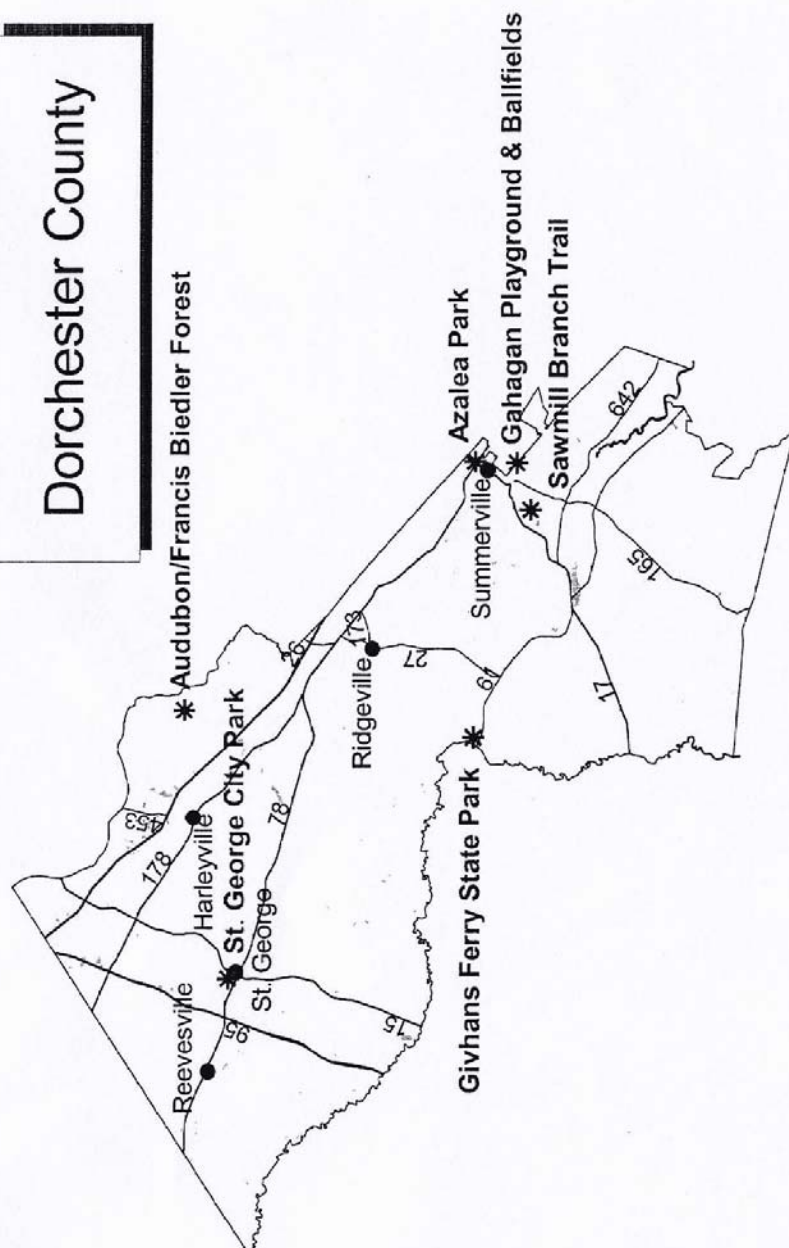 Dorchester County
Audubon/Francis Biedler Forest
453
178
Harleyville
26
173
St. George City Park
78
St. George
Reevesville
95
15
Ridgeville
27
61
Givhans Ferry State Park
Azalea Park
Gahagan Playground & Ballfields
Summerville
Sawmill Branch Trail
642
165
17